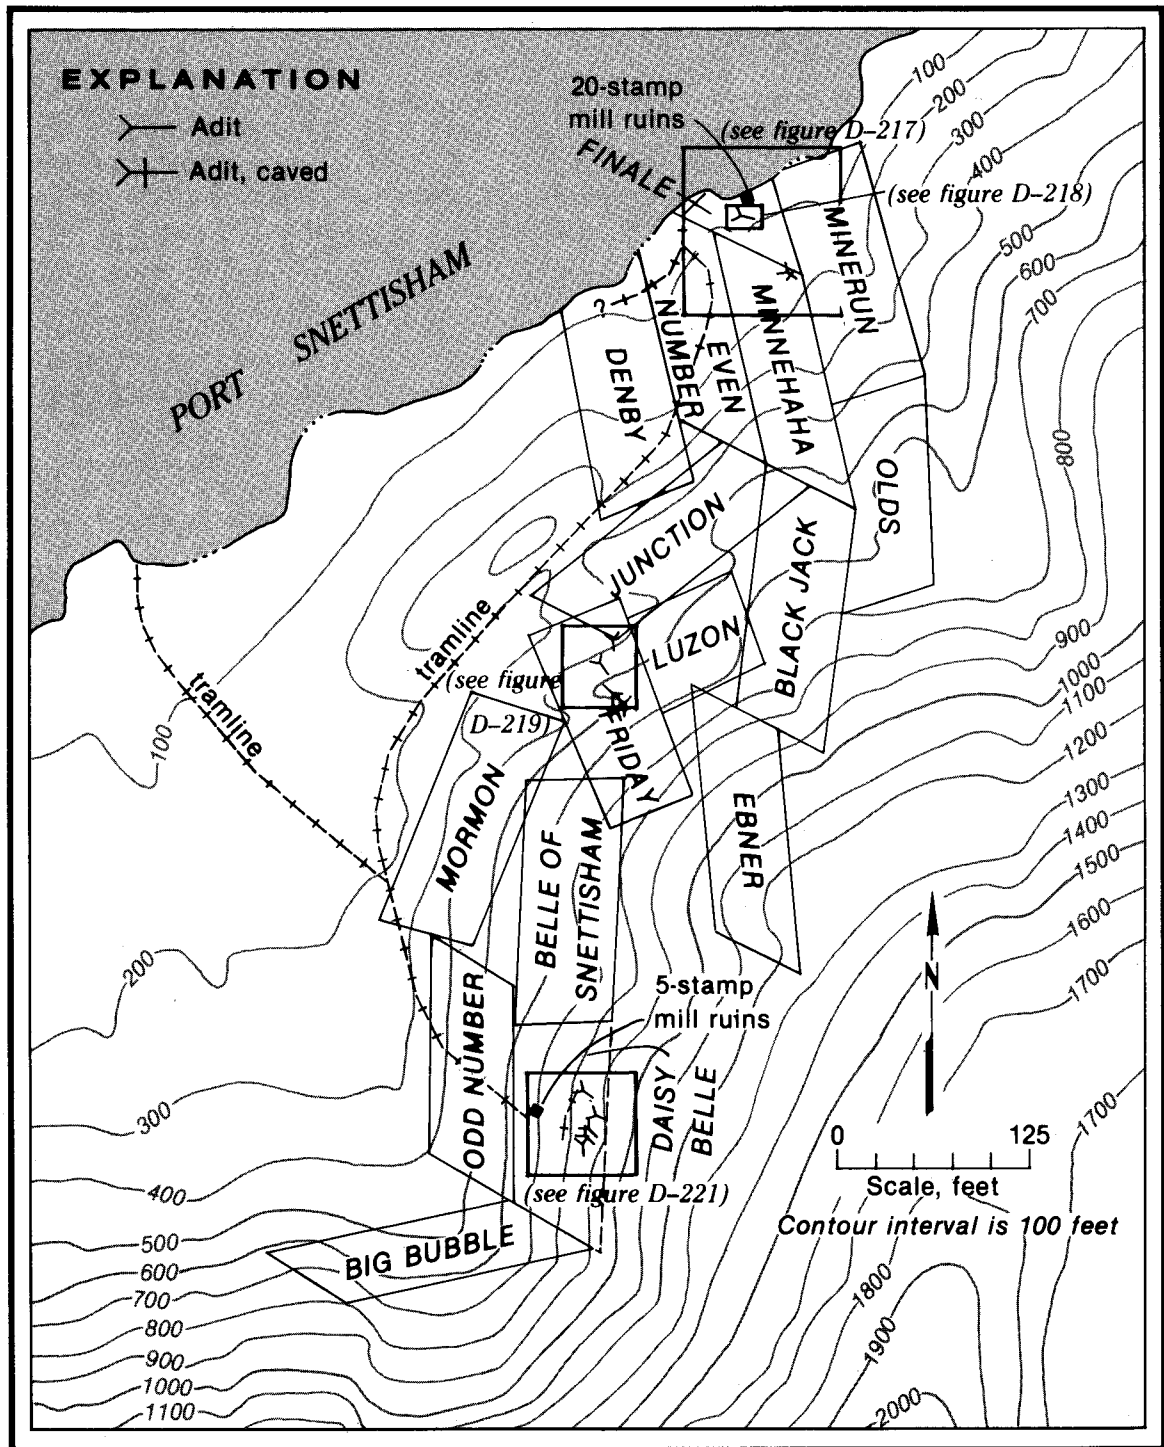 EXPLANATION
Adit
Adit, caved
20-stamp
mill ruins
(see figure D-217)
FINALE
(see figure D-218)
MINERUN
PORT SNETTISHAM
?
DENBY
NUMBER
EVEN
MINNEHAHA
OLDS
JUNCTION
LUZON
BLACK JACK
tramline
tramline
(see figure
D-219)
FRIDAY
MORMON
BELLE OF
SNETTISHAM
EBNER
5-stamp
mill ruins
ODD NUMBER
DAISY
BELLE
(see figure D-221)
BIG BUBBLE
N
0 125
Scale, feet
Contour interval is 100 feet
100
200
300
400
500
600
700
800
900
1000
1100
1200
1300
1400
1500
1600
1700
1700
1800
1900
2000
100
200
300
400
500
600
700
800
900
1000
1100